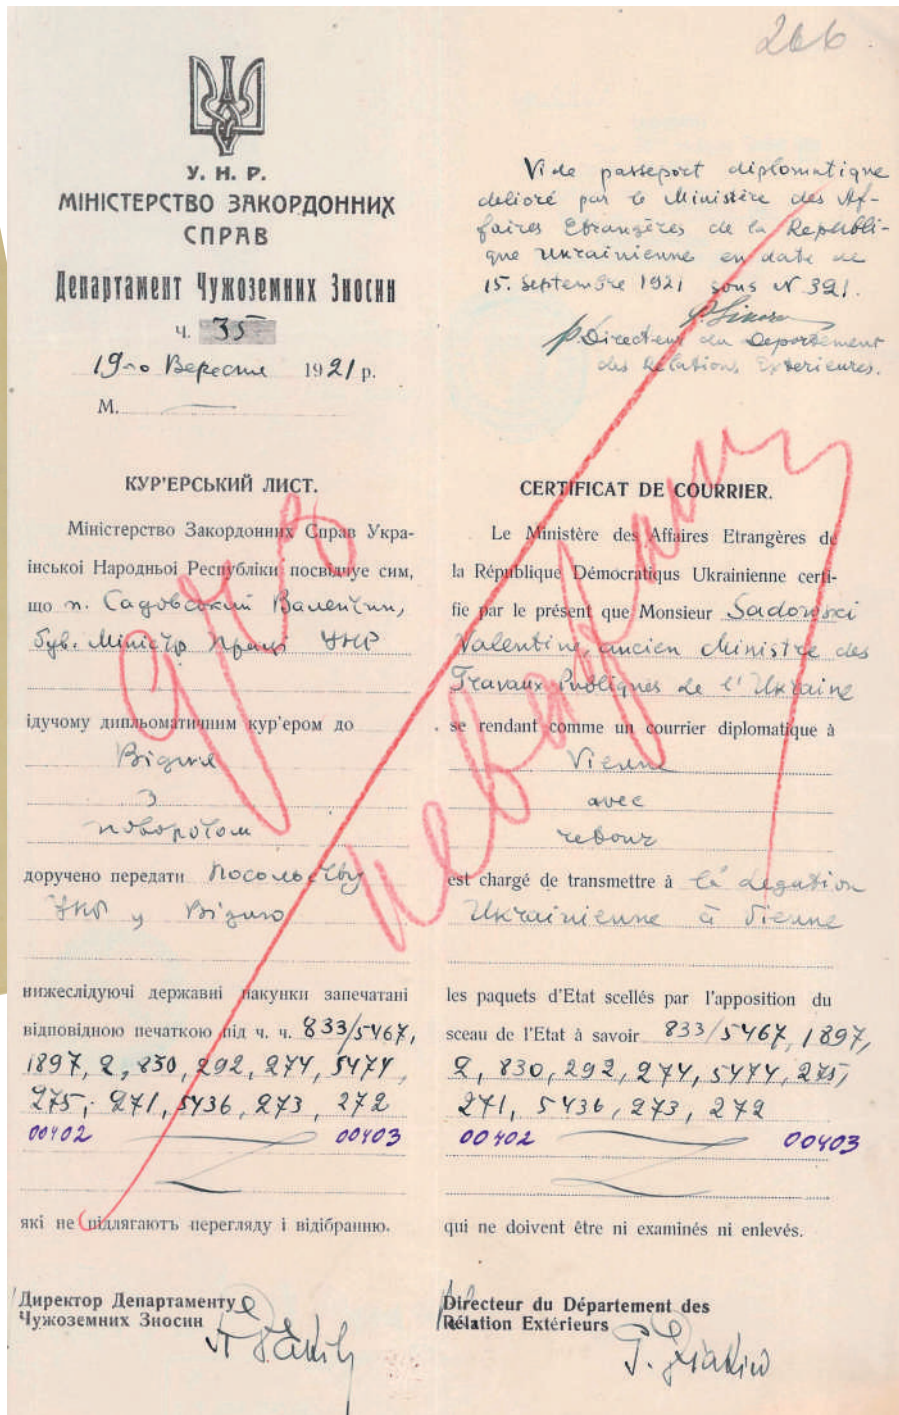 266
У. Н. Р.
МІНІСТЕРСТВО ЗАКОРДОННИХ
СПРАВ
Департамент Чужоземних Зносин
ч. 35
19-го Вересня 1921 р.
М.
Vide passeport diplomatique
délivré par le Ministère des Af-
faires Etrangères de la Republi-
que Ukrainienne en date de
15. Septembre 1921 sous N 321.
p. Directeur du Departement
des Rélations Exterieures.
КУР'ЕРСЬКИЙ ЛИСТ.
Міністерство Закордонних Справ Укра-
інської Народньої Республіки посвідчує сим,
що п. Садовський Валентин,
був. Міністр Праці УНР
ідучому дипльоматичним кур'ером до
Відня
з
поворотом
доручено передати Посольству
УНР у Відню
нижеслідуючі державні пакунки запечатані
відповідною печаткою під ч. ч. 833/5467,
1897, 2, 830, 292, 274, 5474,
275, 271, 5436, 273, 272
00402 00403
які не підлягають перегляду і відібранню.
Директор Департаменту
Чужоземних Зносин
CERTIFICAT DE COURRIER.
Le Ministère des Affaires Etrangères de
la République Démocratiqus Ukrainienne certi-
fie par le présent que Monsieur Sadowski
Valentine, ancien Ministre des
Travaux Publiques de l'Ukraine
se rendant comme un courrier diplomatique à
Vienne
avec
retour
est chargé de transmettre à la Legation
Ukrainienne à Vienne
les paquets d'Etat scellés par l'apposition du
sceau de l'Etat à savoir 833/5467, 1897,
2, 830, 292, 274, 5474, 275,
271, 5436, 273, 272
00402 00403
qui ne doivent être ni examinés ni enlevés.
Directeur du Département des
Rélation Extérieurs